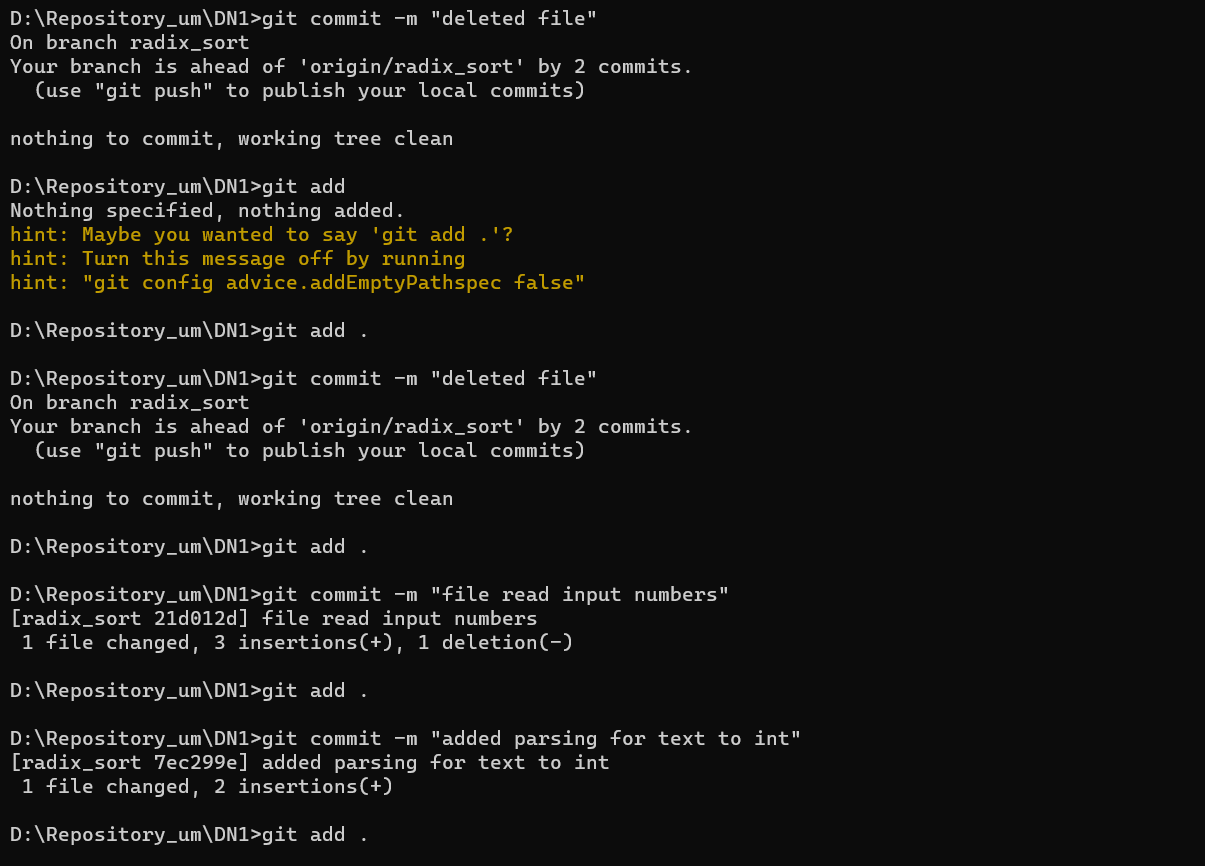 D:\Repository_um\DN1>git commit -m "deleted file"
On branch radix_sort
Your branch is ahead of 'origin/radix_sort' by 2 commits.
  (use "git push" to publish your local commits)

nothing to commit, working tree clean

D:\Repository_um\DN1>git add
Nothing specified, nothing added.
hint: Maybe you wanted to say 'git add .'?
hint: Turn this message off by running
hint: "git config advice.addEmptyPathspec false"

D:\Repository_um\DN1>git add .

D:\Repository_um\DN1>git commit -m "deleted file"
On branch radix_sort
Your branch is ahead of 'origin/radix_sort' by 2 commits.
  (use "git push" to publish your local commits)

nothing to commit, working tree clean

D:\Repository_um\DN1>git add .

D:\Repository_um\DN1>git commit -m "file read input numbers"
[radix_sort 21d012d] file read input numbers
 1 file changed, 3 insertions(+), 1 deletion(-)

D:\Repository_um\DN1>git add .

D:\Repository_um\DN1>git commit -m "added parsing for text to int"
[radix_sort 7ec299e] added parsing for text to int
 1 file changed, 2 insertions(+)

D:\Repository_um\DN1>git add .